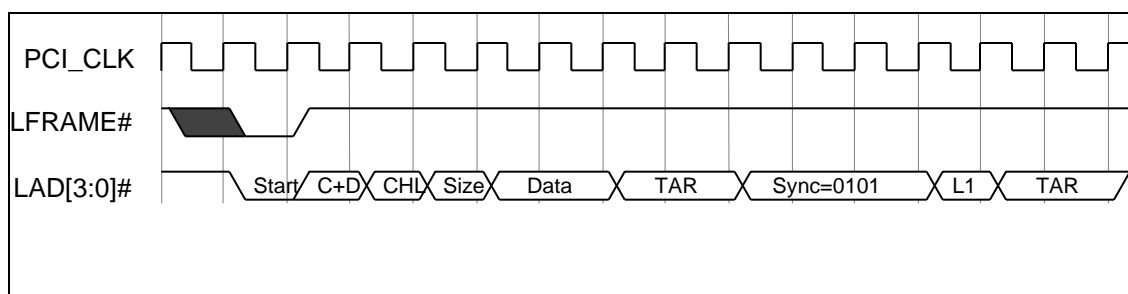 PCI_CLK
LFRAME#
LAD[3:0]# Start C+D CHL Size Data TAR Sync=0101 L1 TAR